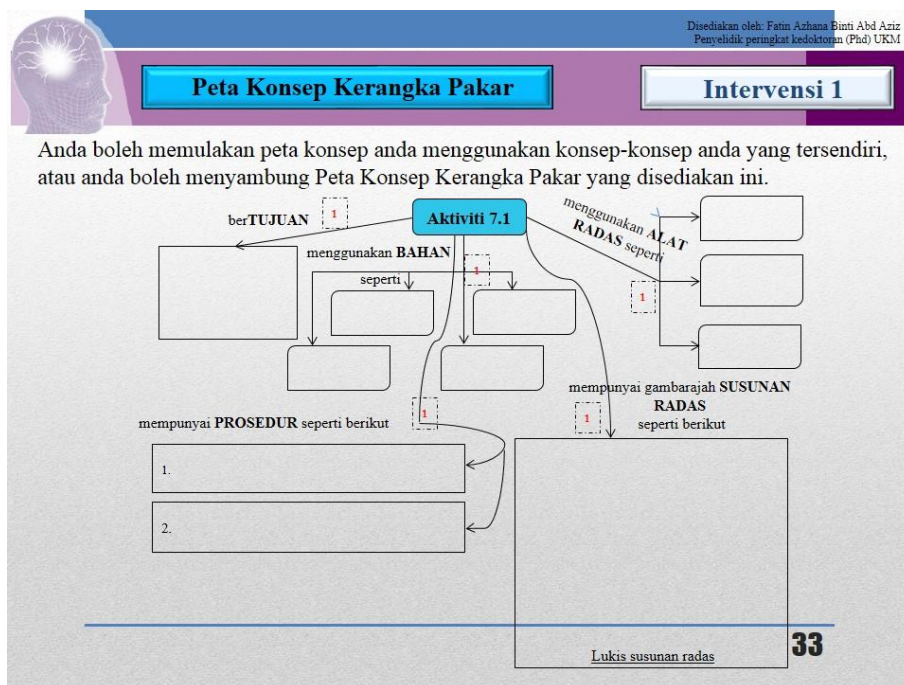 Disediakan oleh: Fatin Azhana Binti Abd Aziz
Penyelidik peringkat kedoktoran (Phd) UKM
Peta Konsep Kerangka Pakar
Intervensi 1
Anda boleh memulakan peta konsep anda menggunakan konsep-konsep anda yang tersendiri,
atau anda boleh menyambung Peta Konsep Kerangka Pakar yang disediakan ini.
berTUJUAN
1
Aktiviti 7.1
menggunakan ALAT
RADAS seperti
1
menggunakan BAHAN
seperti
1
mempunyai PROSEDUR seperti berikut
1
1.
2.
mempunyai gambarajah SUSUNAN
RADAS
seperti berikut
1
Lukis susunan radas
33